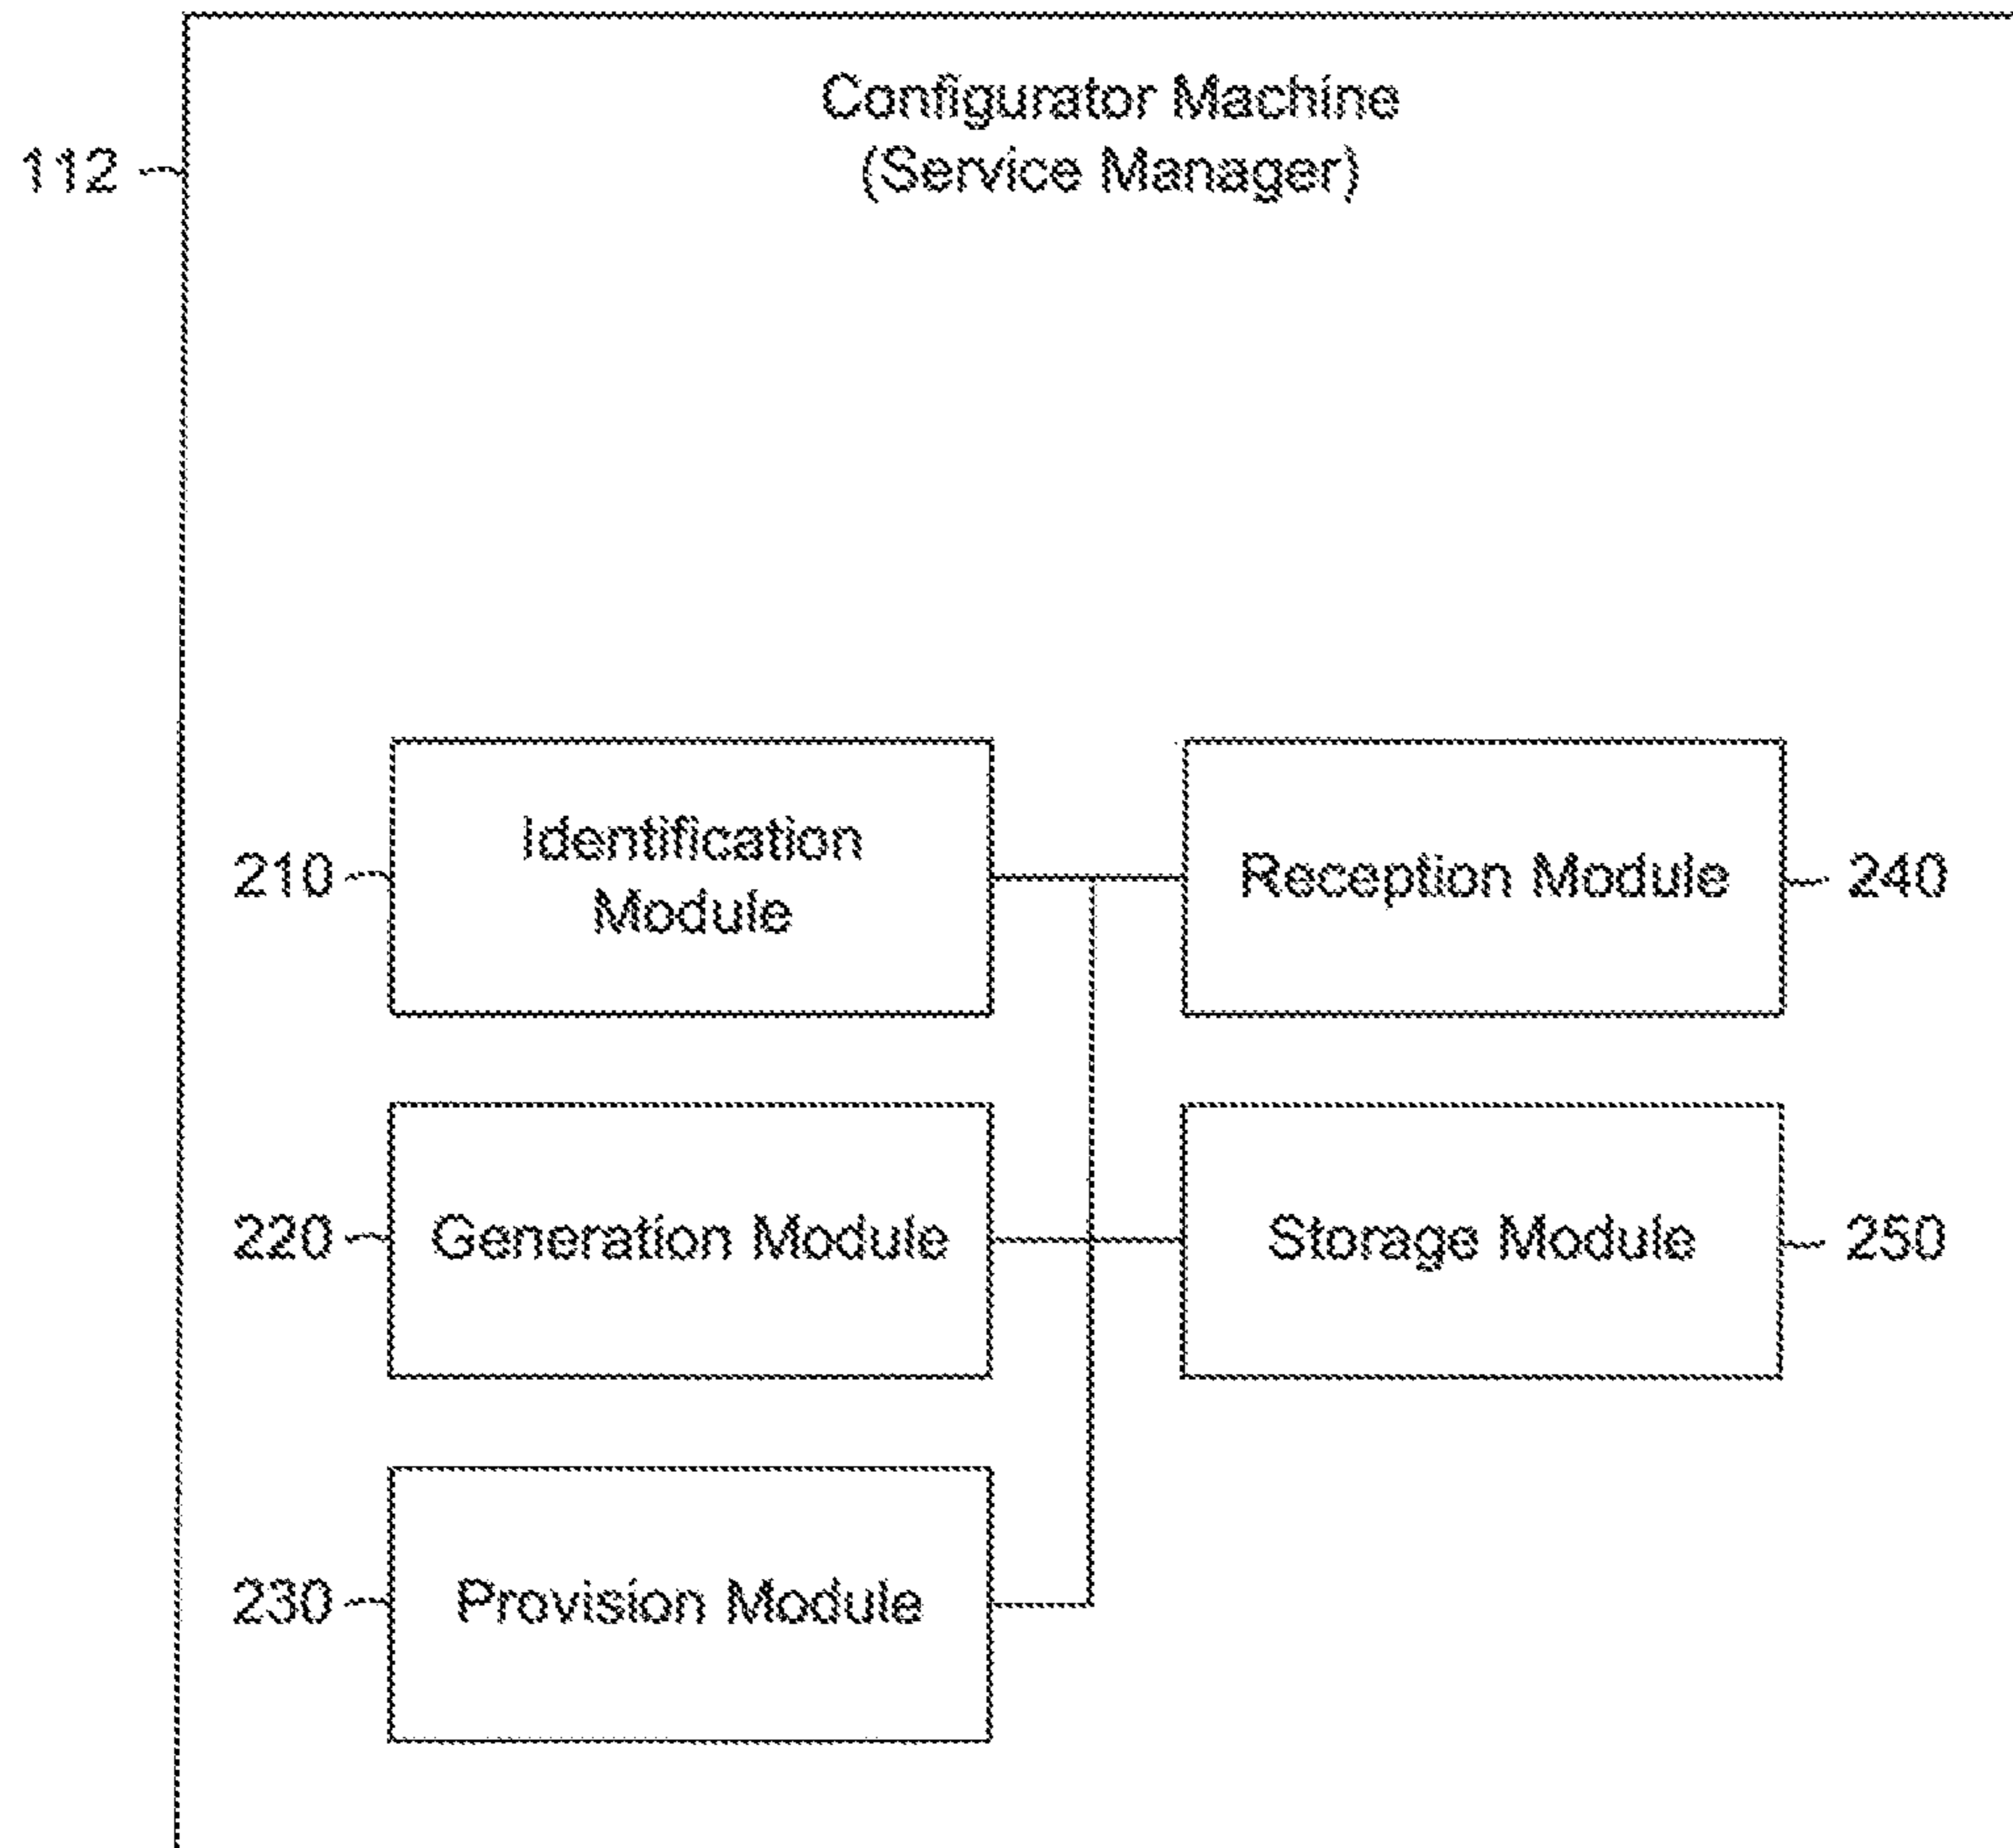 Configurator Machine
(Service Manager)
112
Identification
Module
210
Reception Module
240
Generation Module
220
Storage Module
250
Provision Module
230